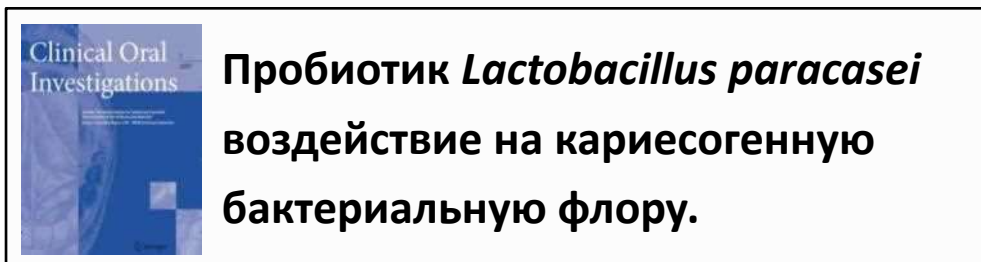 Clinical Oral
Investigations
Пробиотик Lactobacillus paracasei
воздействие на кариесогенную
бактериальную флору.